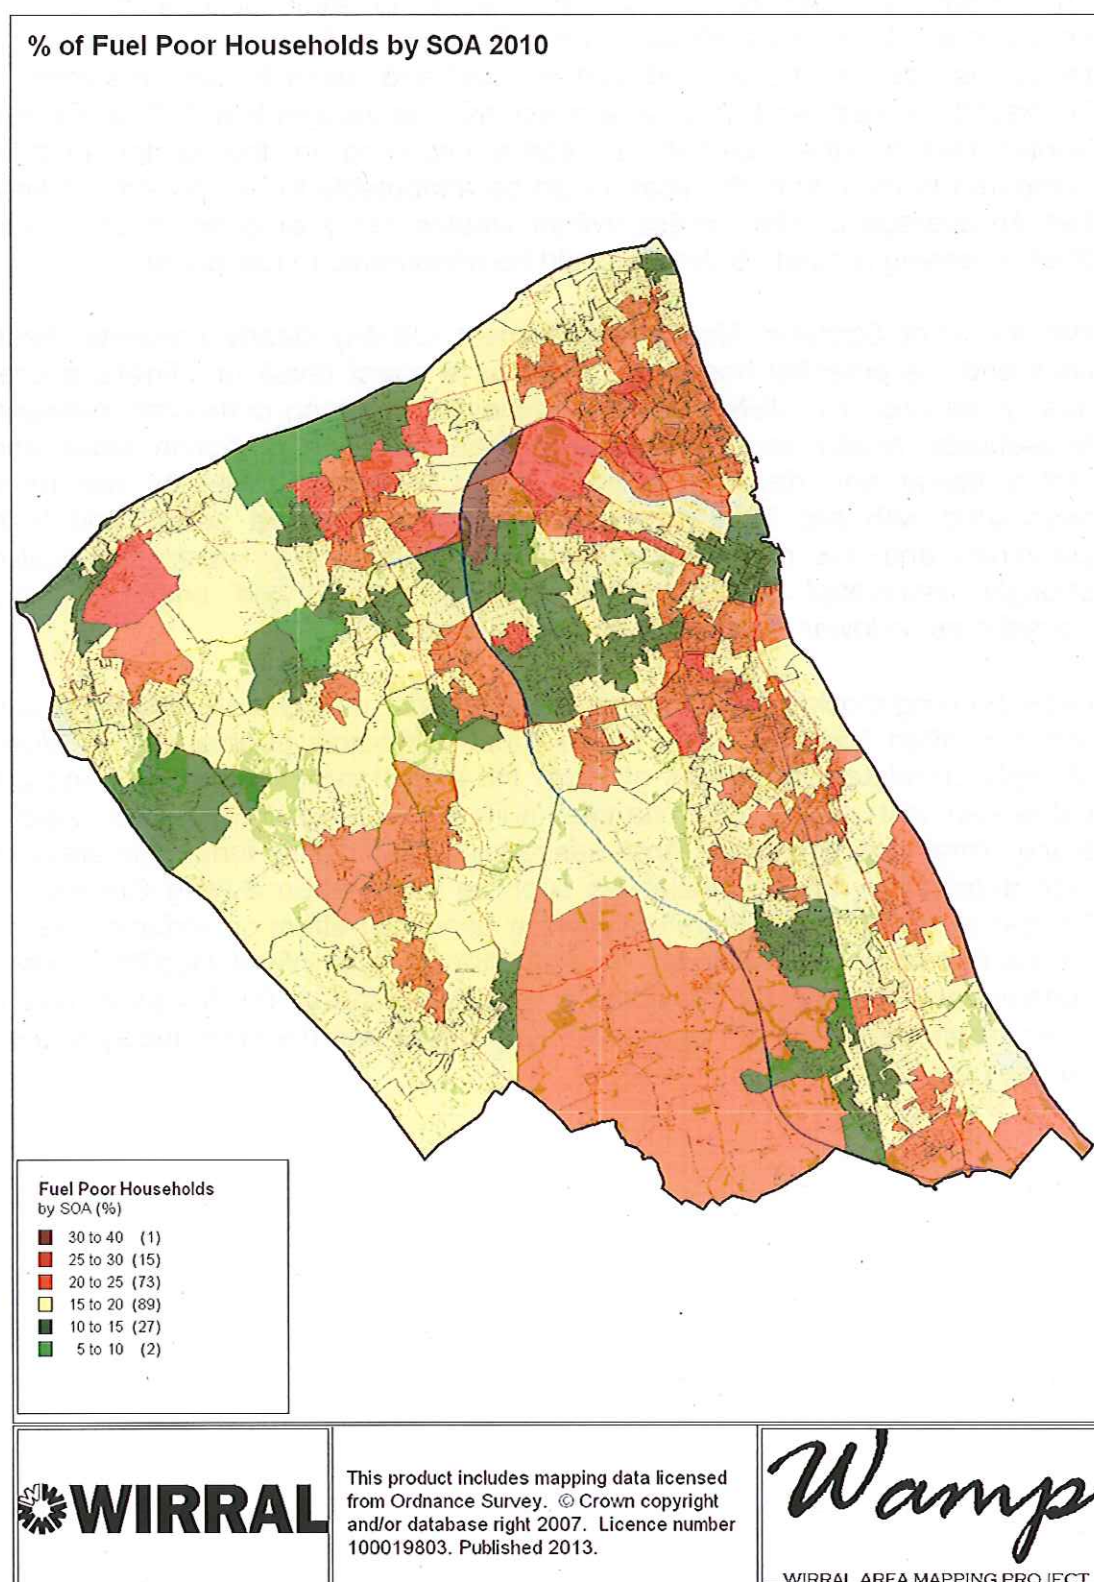 % of Fuel Poor Households by SOA 2010
Fuel Poor Households
by SOA (%)
30 to 40 (1)
25 to 30 (15)
20 to 25 (73)
15 to 20 (89)
10 to 15 (27)
5 to 10 (2)
WIRRAL
This product includes mapping data licensed
from Ordnance Survey. © Crown copyright
and/or database right 2007. Licence number
100019803. Published 2013.
Wamp
WIRRAL AREA MAPPING PROJECT